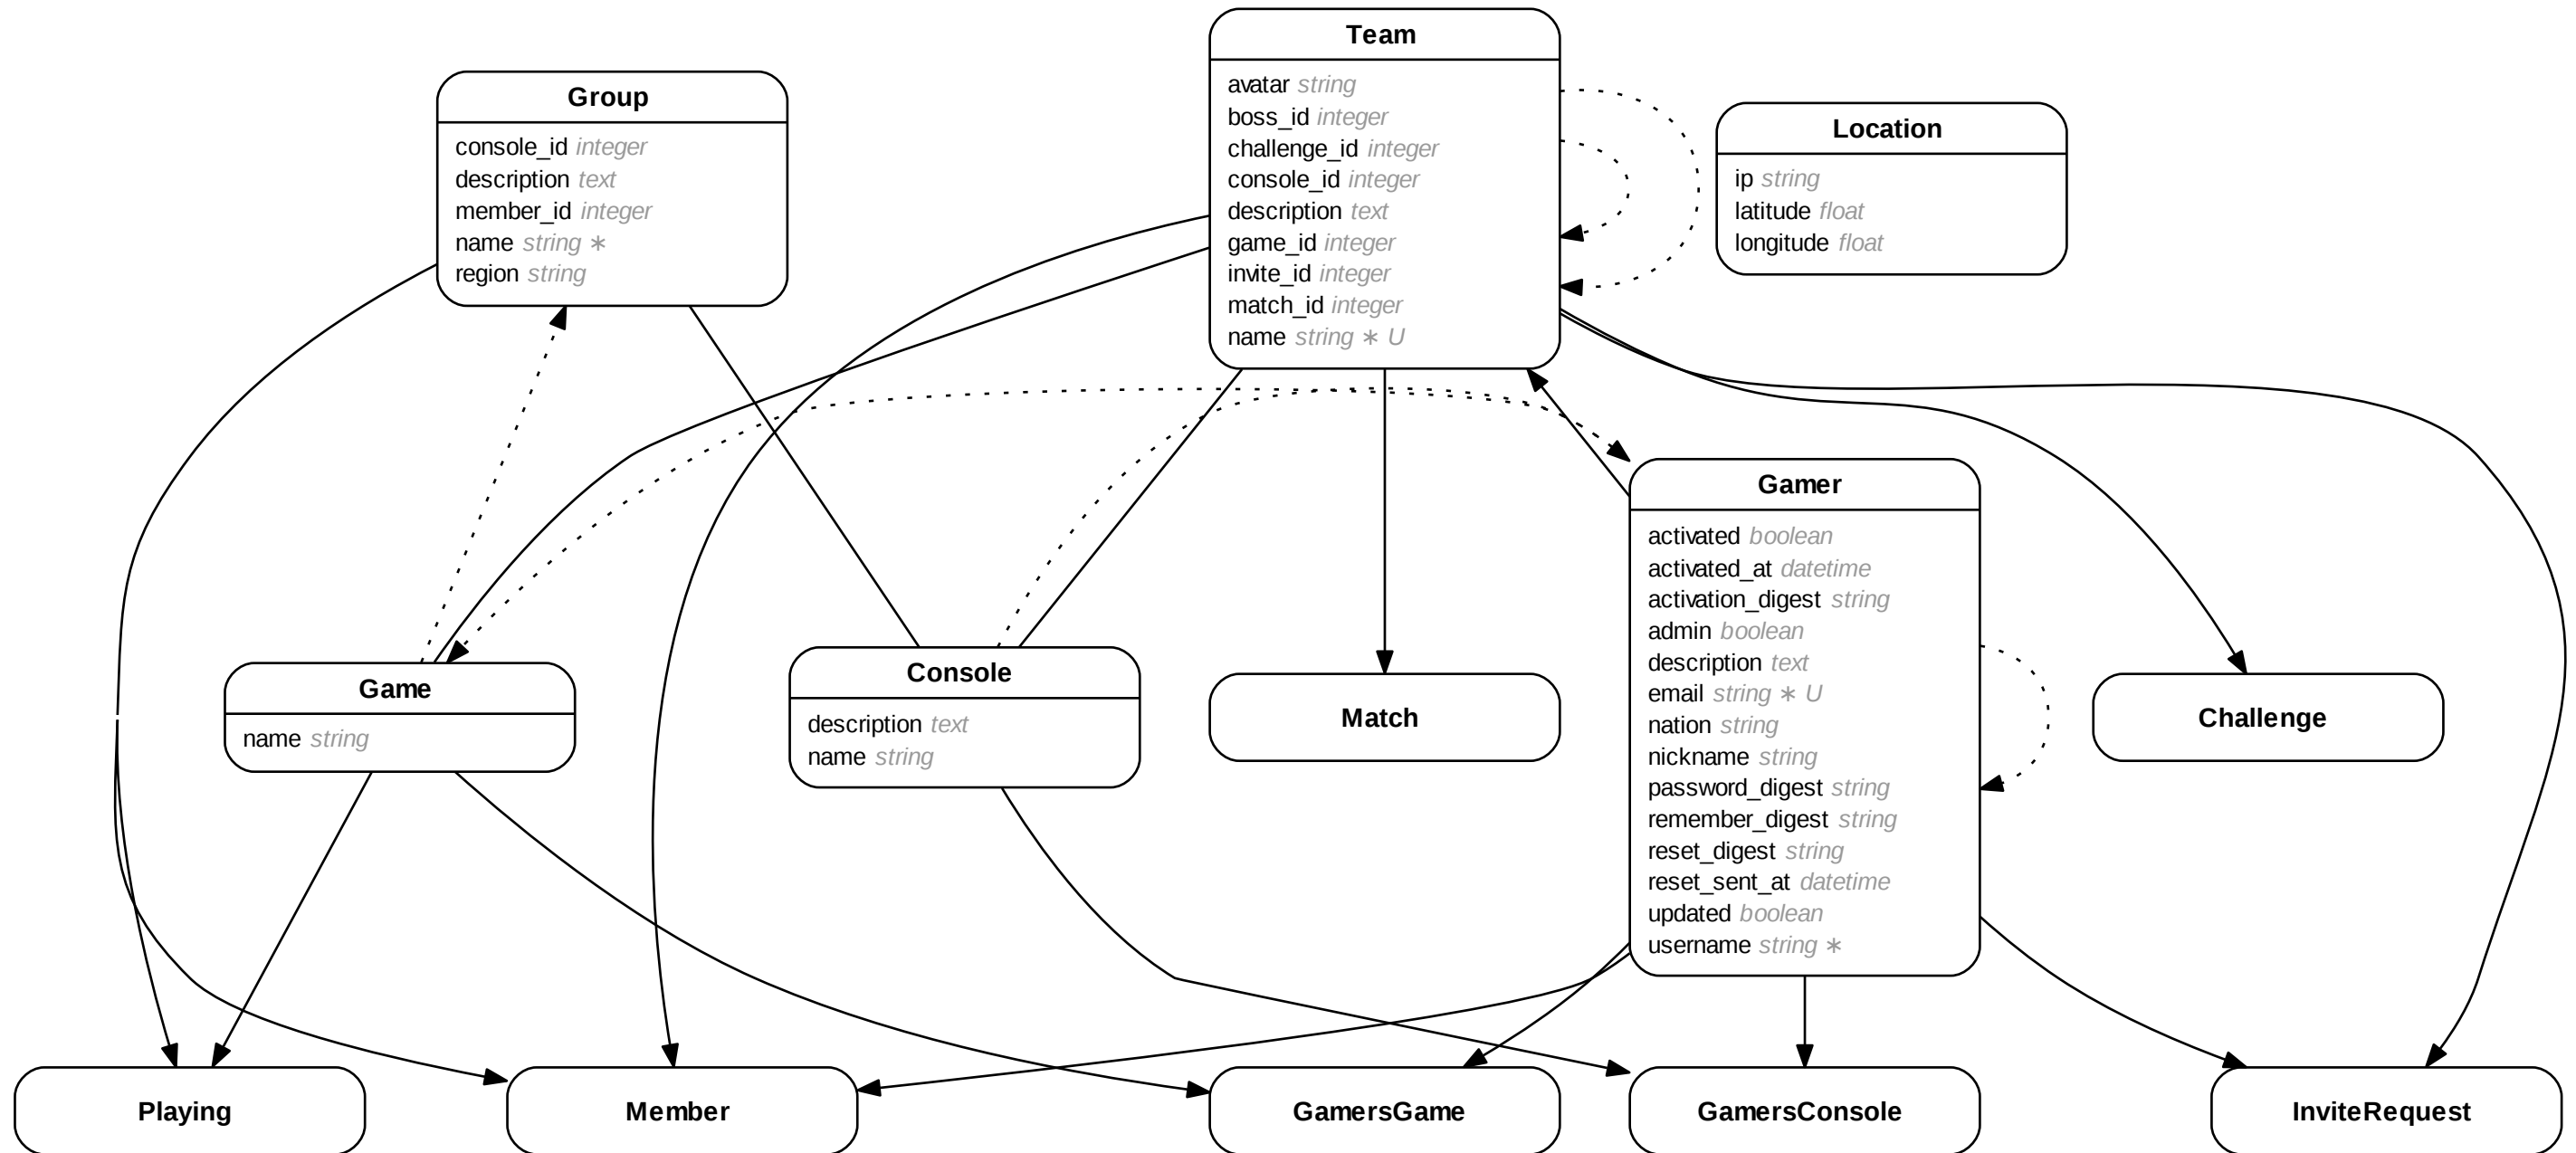 Team
avatar string
boss_id integer
challenge_id integer
console_id integer
description text
game_id integer
invite_id integer
match_id integer
name string ∗ U
Group
console_id integer
description text
member_id integer
name string ∗
region string
Location
ip string
latitude float
longitude float
Gamer
activated boolean
activated_at datetime
activation_digest string
admin boolean
description text
email string ∗ U
nation string
nickname string
password_digest string
remember_digest string
reset_digest string
reset_sent_at datetime
updated boolean
username string ∗
Game
name string
Console
description text
name string
Match
Challenge
Playing
Member
GamersGame
GamersConsole
InviteRequest